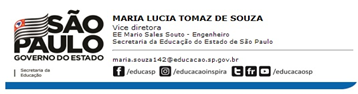 SÃO PAULO
GOVERNO DO ESTADO
Secretaria da
Educação
MARIA LUCIA TOMAZ DE SOUZA
Vice diretora
EE Mario Sales Souto - Engenheiro
Secretaria da Educação do Estado de São Paulo
maria.souza142@educacao.sp.gov.br
/educasp
/educacaoinspira
/educacaosp